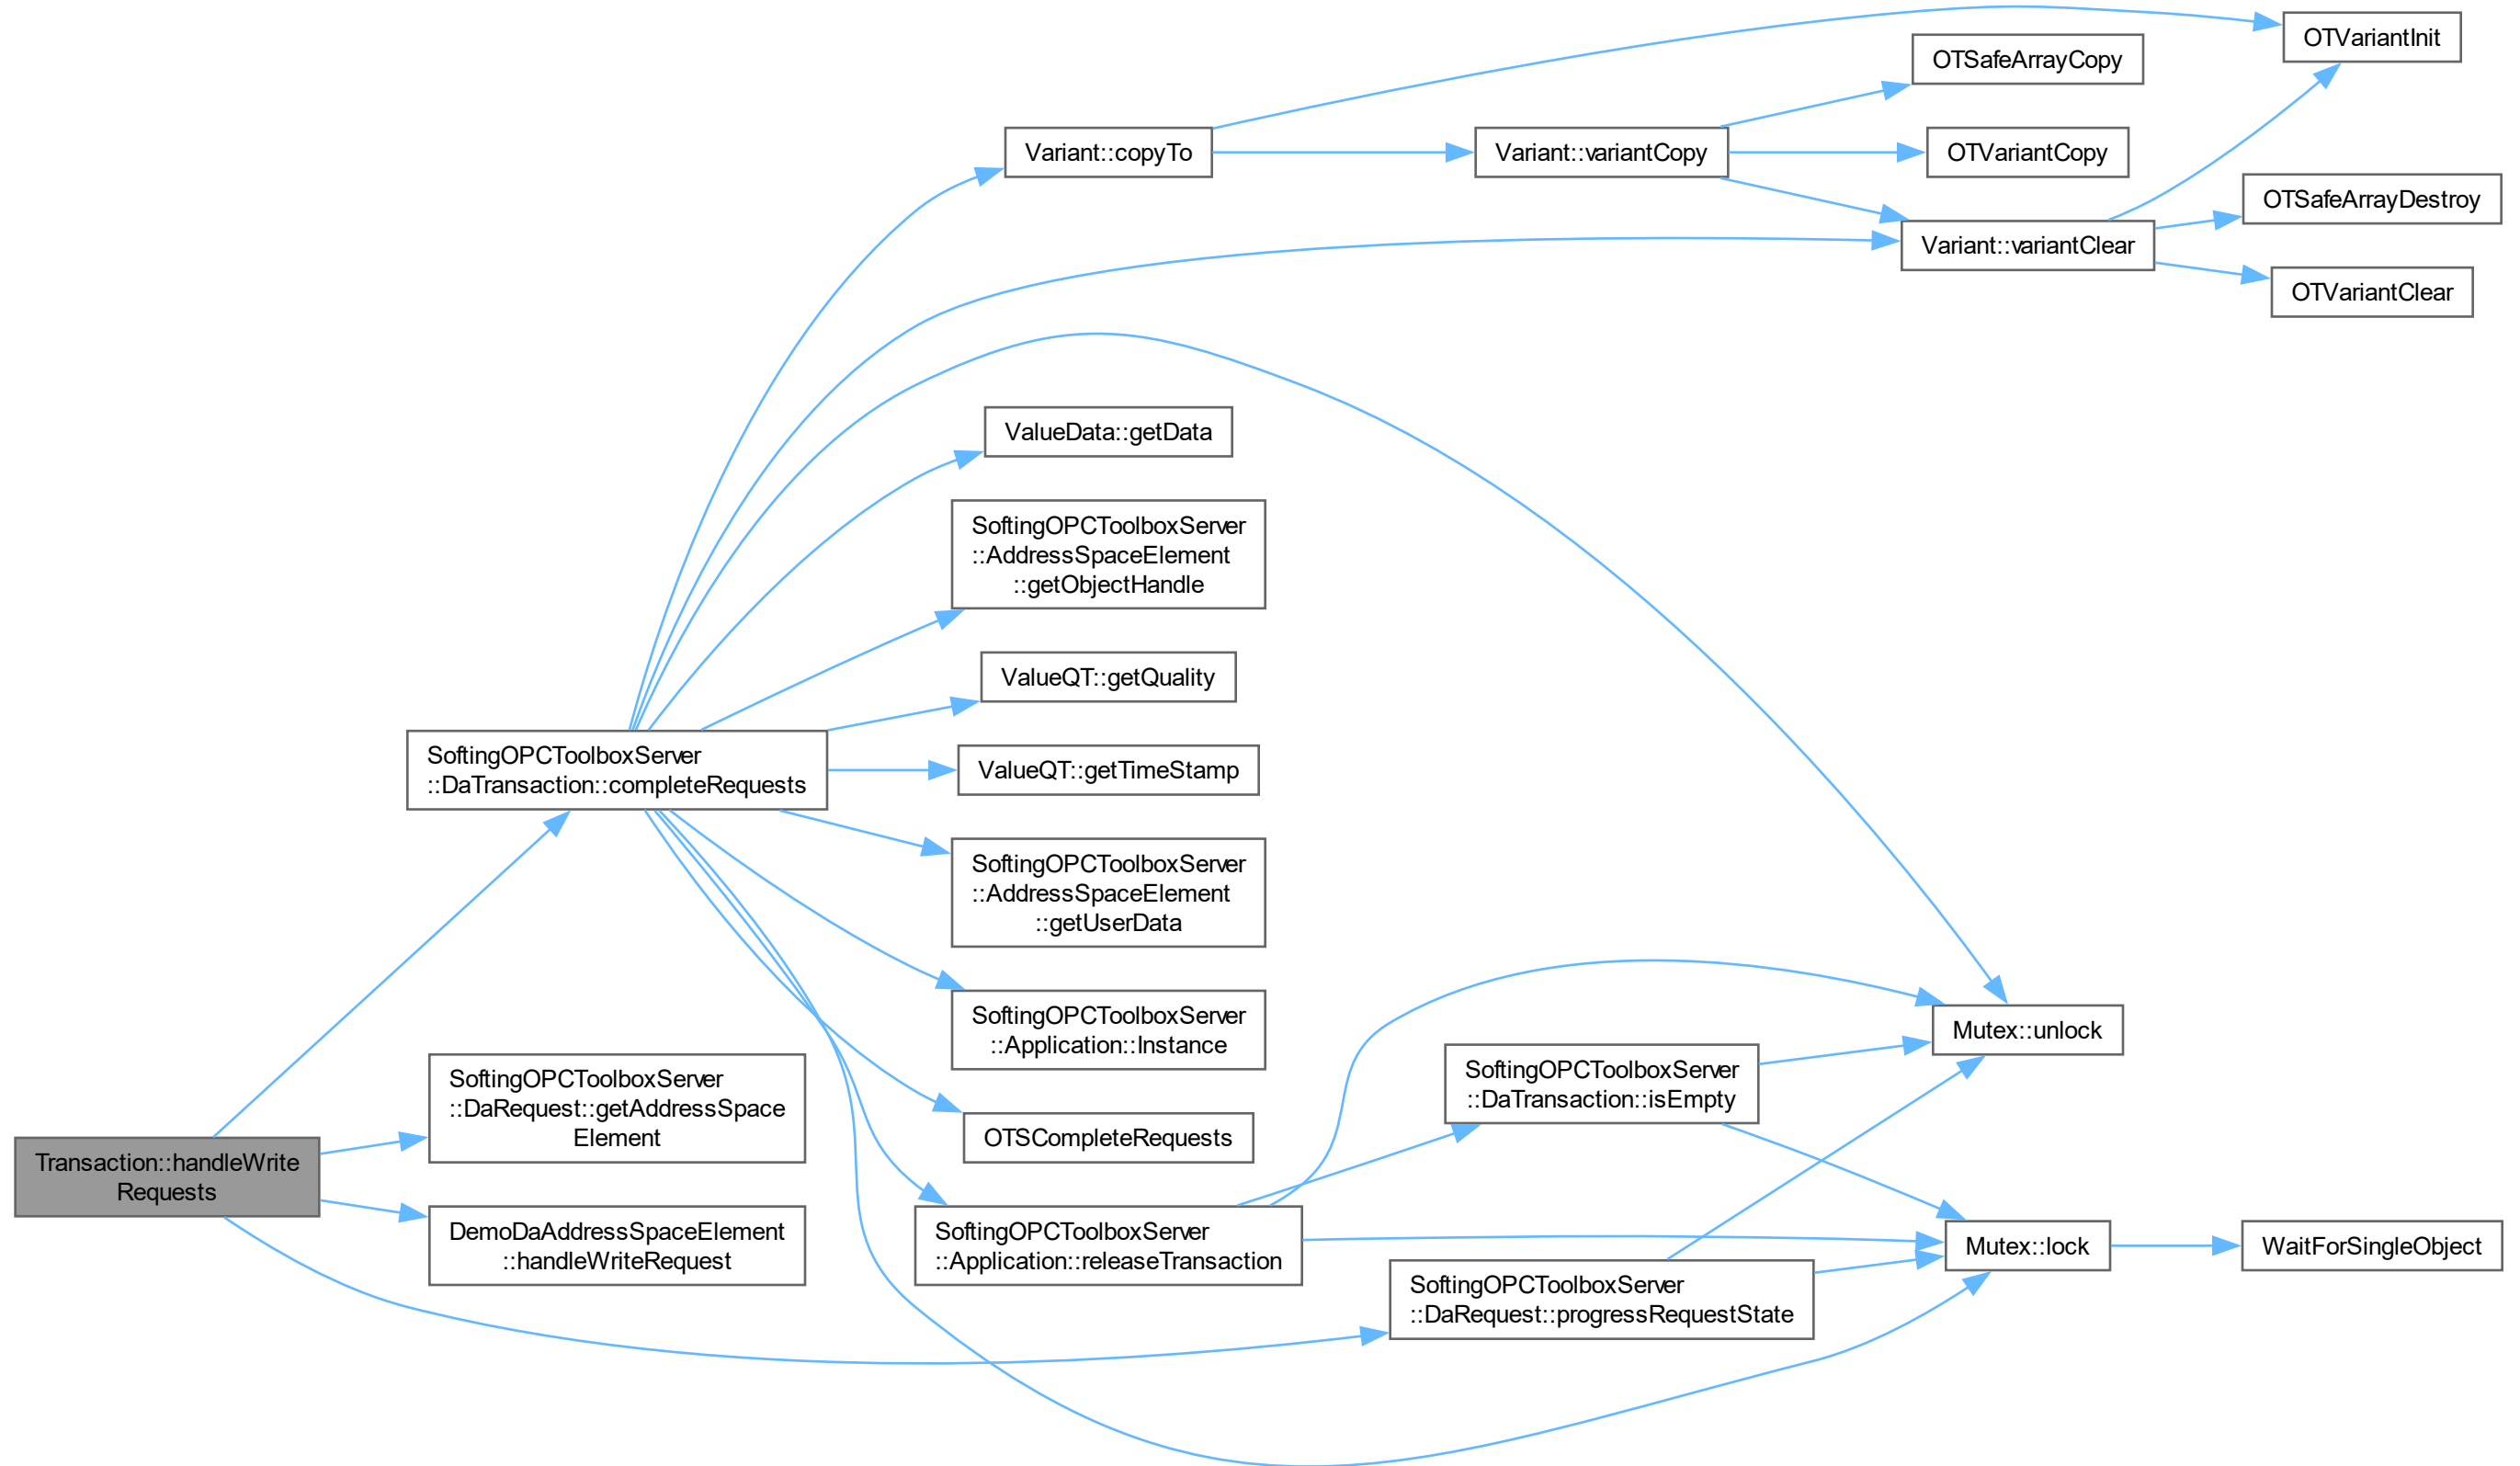 OTVariantInit
OTSafeArrayCopy
Variant::copyTo
Variant::variantCopy
OTVariantCopy
OTSafeArrayDestroy
Variant::variantClear
OTVariantClear
ValueData::getData
SoftingOPCToolboxServer
::AddressSpaceElement
::getObjectHandle
ValueQT::getQuality
SoftingOPCToolboxServer
::DaTransaction::completeRequests
ValueQT::getTimeStamp
SoftingOPCToolboxServer
::AddressSpaceElement
::getUserData
SoftingOPCToolboxServer
::Application::Instance
Mutex::unlock
SoftingOPCToolboxServer
::DaTransaction::isEmpty
SoftingOPCToolboxServer
::DaRequest::getAddressSpace
Element
OTSCompleteRequests
Transaction::handleWrite
Requests
DemoDaAddressSpaceElement
::handleWriteRequest
SoftingOPCToolboxServer
::Application::releaseTransaction
Mutex::lock
WaitForSingleObject
SoftingOPCToolboxServer
::DaRequest::progressRequestState